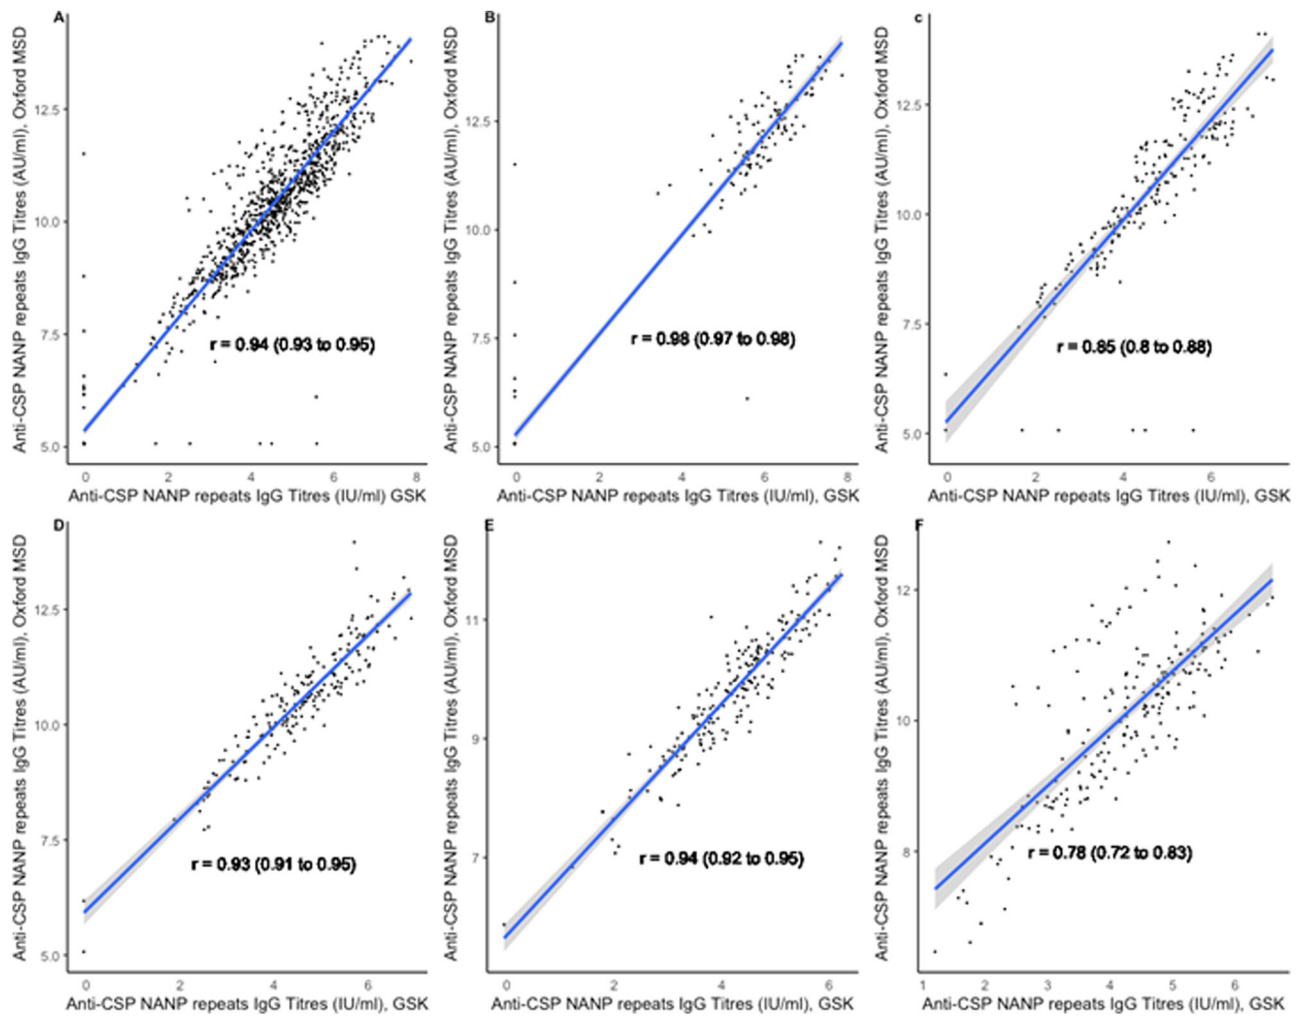 A
Anti-CSP NANP repeats IgG Titres (AU/ml), Oxford MSD
12.5
10.0
7.5
5.0
r = 0.94 (0.93 to 0.95)
0 2 4 6 8
Anti-CSP NANP repeats IgG Titres (IU/ml) GSK
B
Anti-CSP NANP repeats IgG Titres (AU/ml), Oxford MSD
12.5
10.0
7.5
5.0
r = 0.98 (0.97 to 0.98)
0 2 4 6 8
Anti-CSP NANP repeats IgG Titres (IU/ml), GSK
c
Anti-CSP NANP repeats IgG Titres (AU/ml), Oxford MSD
12.5
10.0
7.5
5.0
r = 0.85 (0.8 to 0.88)
0 2 4 6
Anti-CSP NANP repeats IgG Titres (IU/ml), GSK
D
Anti-CSP NANP repeats IgG Titres (AU/ml), Oxford MSD
12.5
10.0
7.5
5.0
r = 0.93 (0.91 to 0.95)
0 2 4 6
Anti-CSP NANP repeats IgG Titres (IU/ml), GSK
E
Anti-CSP NANP repeats IgG Titres (AU/ml), Oxford MSD
11
9
7
r = 0.94 (0.92 to 0.95)
0 2 4 6
Anti-CSP NANP repeats IgG Titres (IU/ml), GSK
F
Anti-CSP NANP repeats IgG Titres (AU/ml), Oxford MSD
12
10
8
r = 0.78 (0.72 to 0.83)
1 2 3 4 5 6
Anti-CSP NANP repeats IgG Titres (IU/ml), GSK